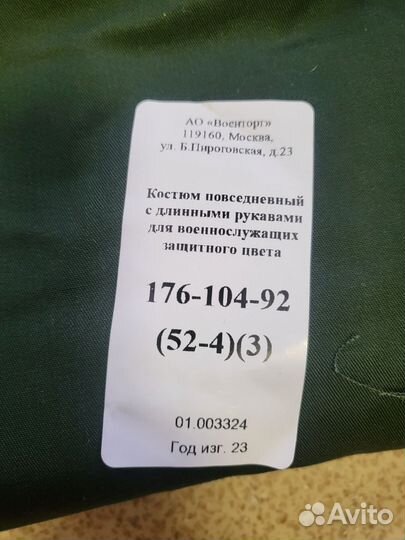 АО «Военторг»
119160, Москва,
ул. Б.Пироговская, д.23
Костюм повседневный
с длинными рукавами
для военнослужащих
защитного цвета
176-104-92
(52-4)(3)
01.003324
Год изг. 23
Avito